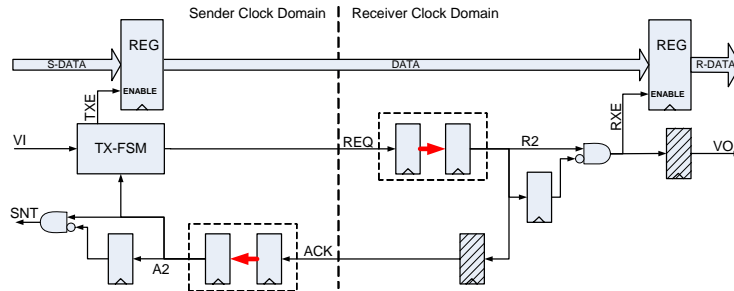 Sender Clock Domain
Receiver Clock Domain
REG
REG
S-DATA
DATA
R-DATA
ENABLE
ENABLE
TXE
RXE
VI
TX-FSM
REQ
R2
VO
SNT
A2
ACK